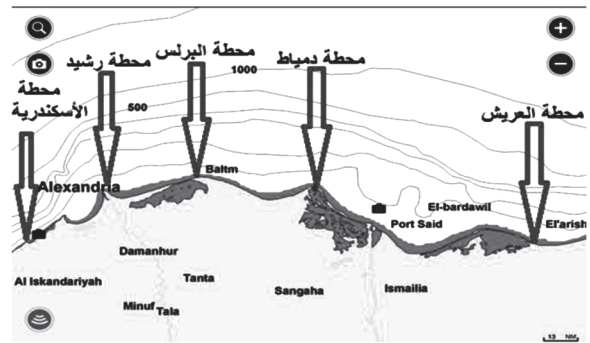 محطة البرلس
محطة رشيد
محطة دمياط
محطة
الأسكندرية
محطة العريش
1000
500
Baltm
Alexandria
El-bardawil
Port Said
El'arish
Damanhur
Al Iskandariyah
Tanta
Sangaha
Ismailia
Minuf
Tala
13 NM